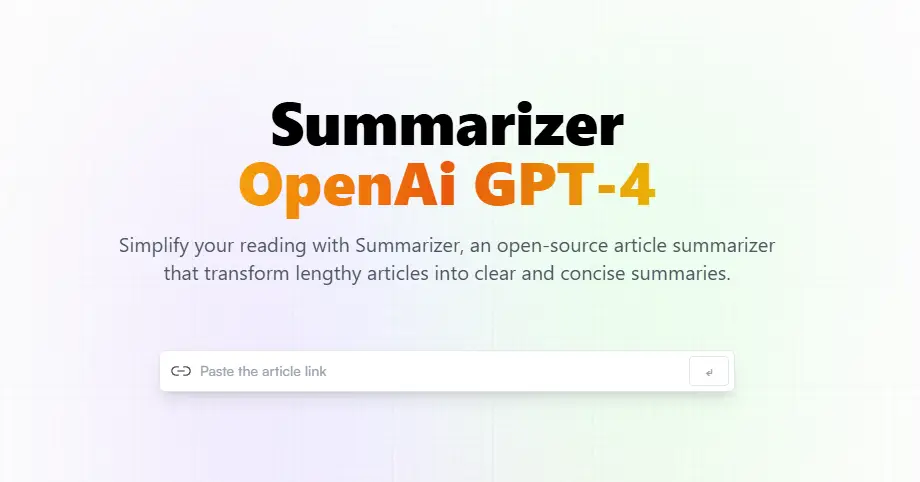 Summarizer
OpenAi GPT-4
Simplify your reading with Summarizer, an open-source article summarizer
that transform lengthy articles into clear and concise summaries.
Paste the article link